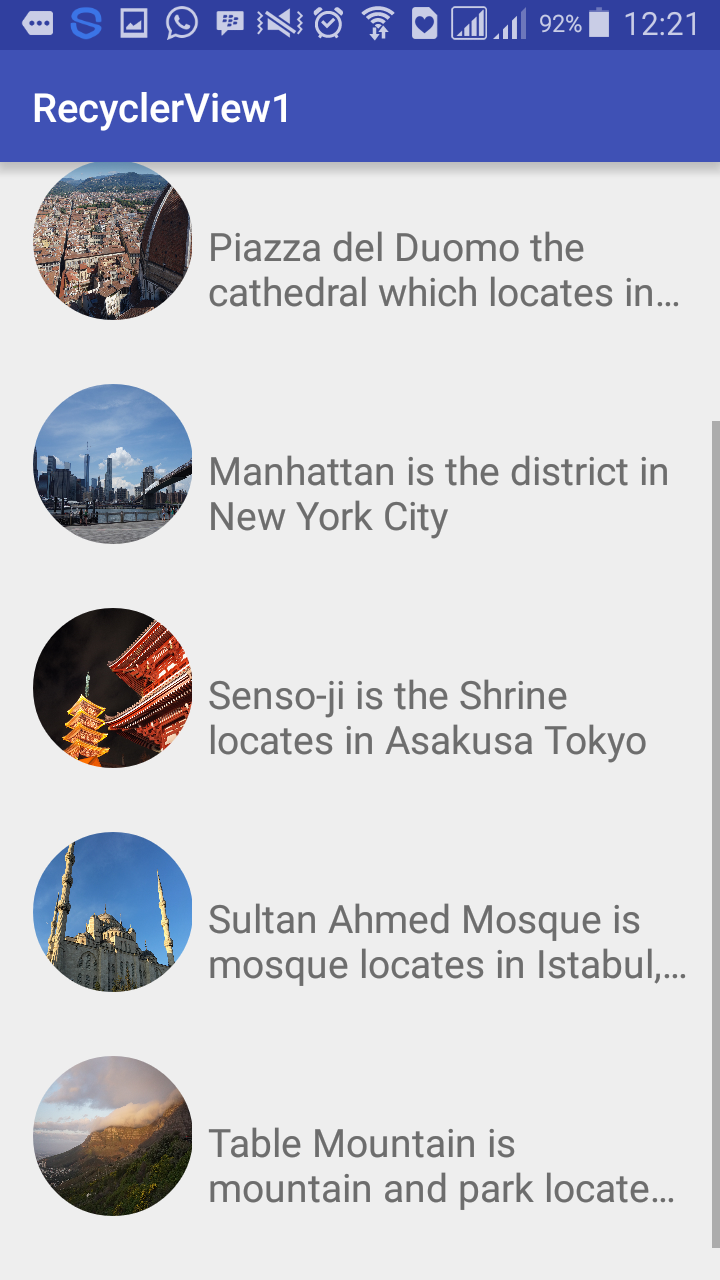 92% 12:21
RecyclerView1
Piazza del Duomo the
cathedral which locates in…
Manhattan is the district in
New York City
Senso-ji is the Shrine
locates in Asakusa Tokyo
Sultan Ahmed Mosque is
mosque locates in Istabul,…
Table Mountain is
mountain and park locate…